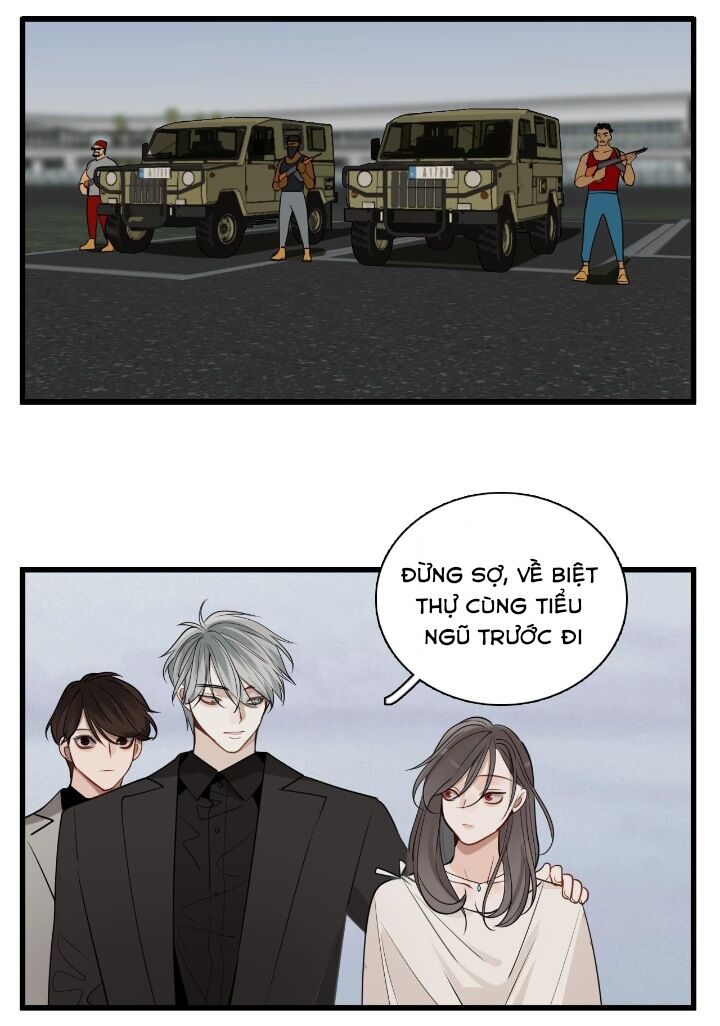 ĐỪNG SỢ, VỀ BIỆT
THỰ CÙNG TIỂU
NGŨ TRƯỚC ĐI